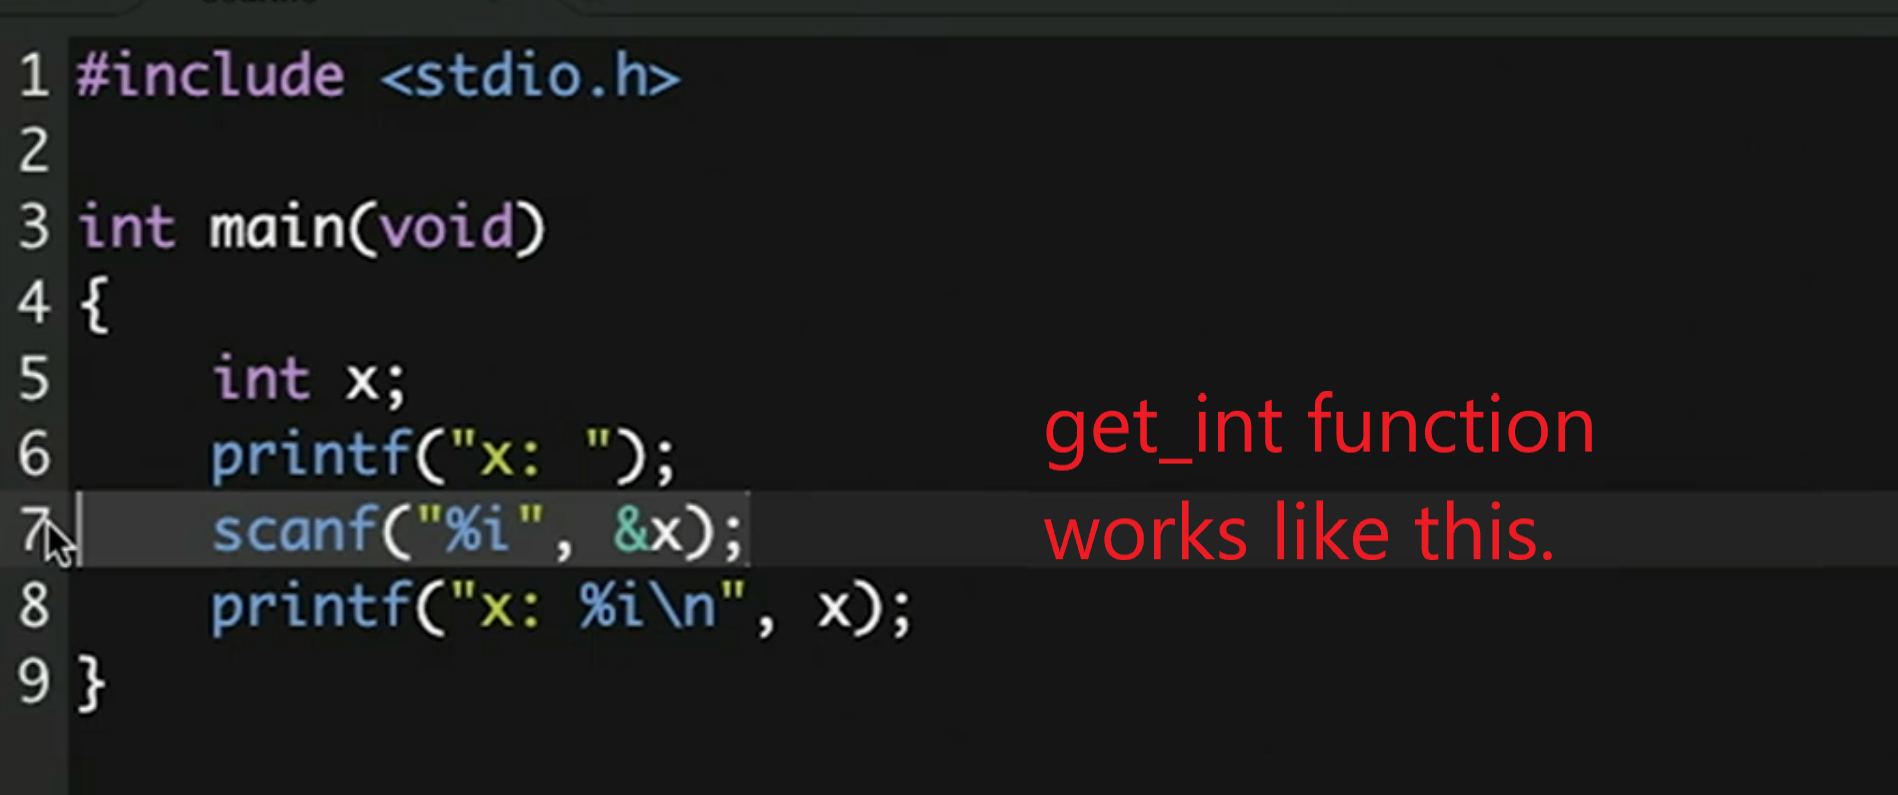 1 #include <stdio.h>
2
3 int main(void)
4 {
5     int x;
6     printf("x: ");
7     scanf("%i", &x);
8     printf("x: %i\n", x);
9 }
get_int function
works like this.